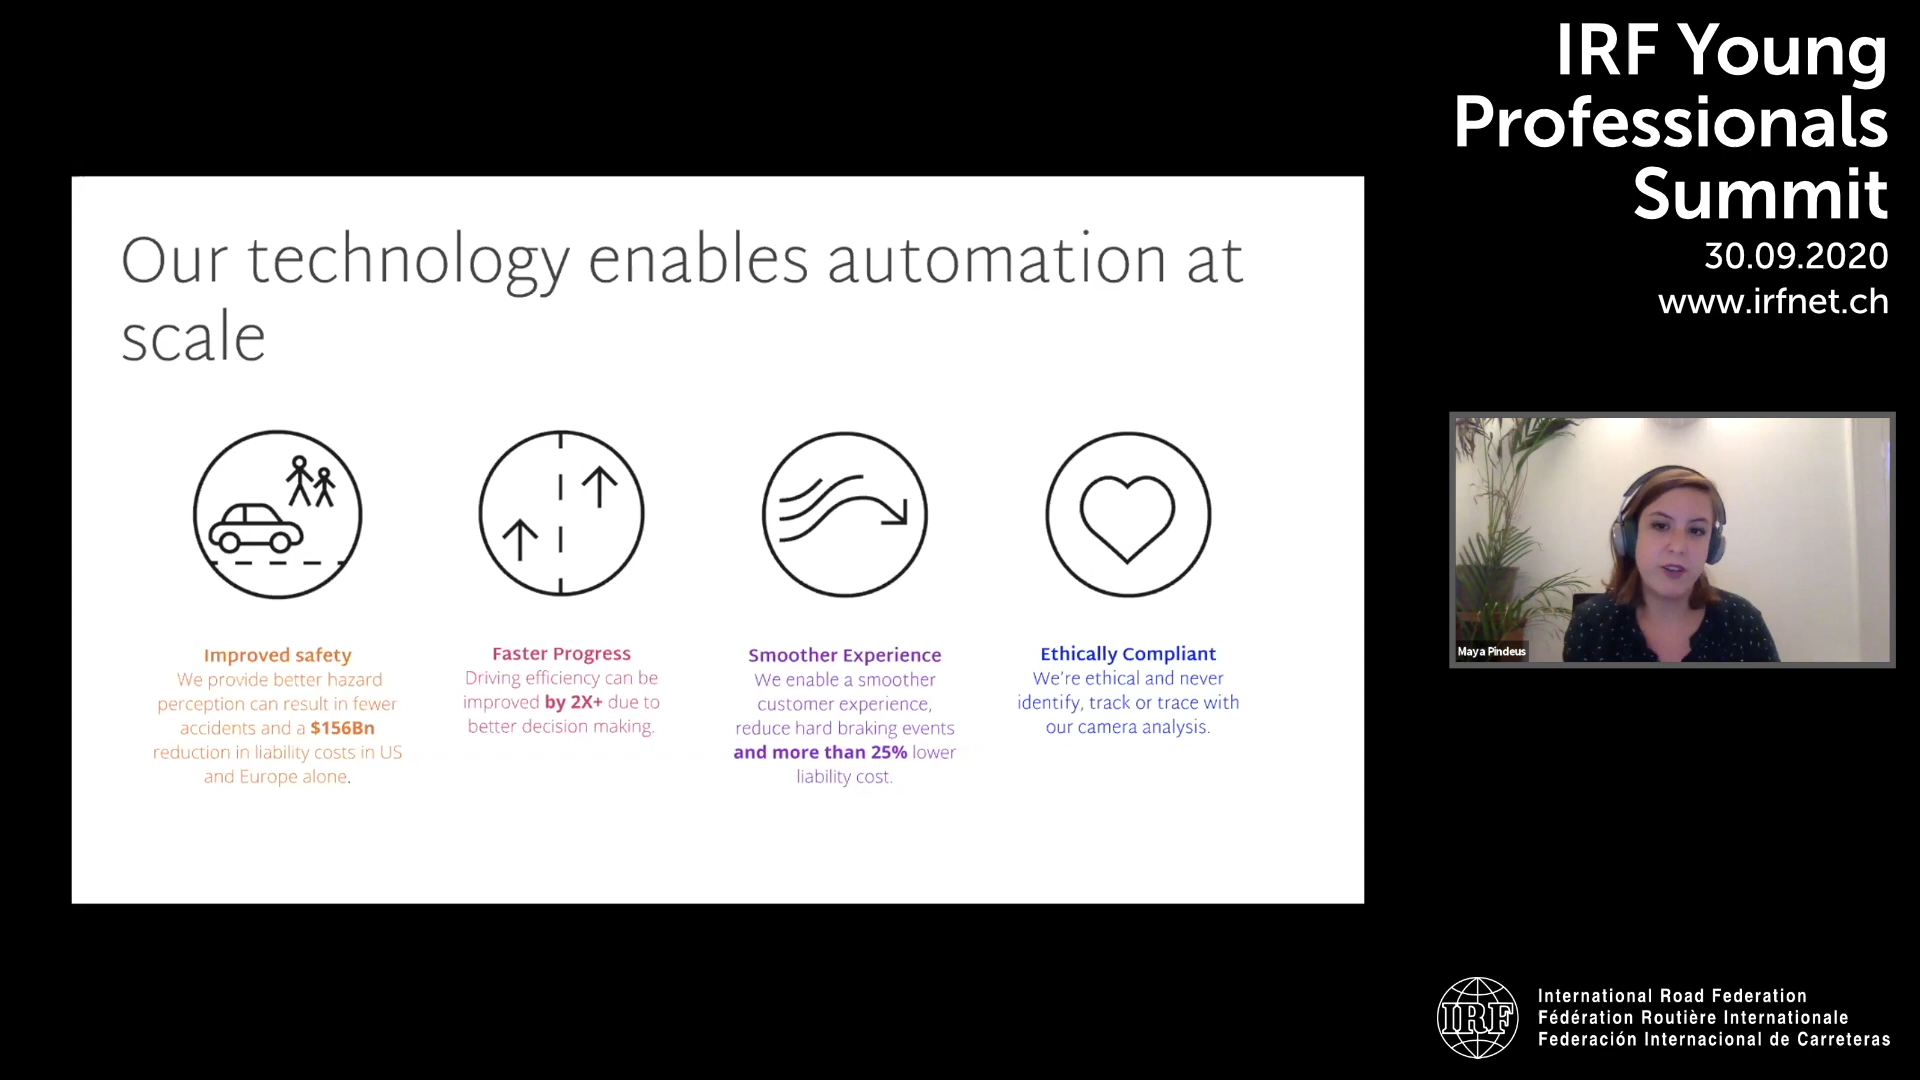 IRF Young
Professionals
Summit
30.09.2020
www.irfnet.ch
Our technology enables automation at
scale
Improved safety
We provide better hazard
perception can result in fewer
accidents and a $156Bn
reduction in liability costs in US
and Europe alone.
Faster Progress
Driving efficiency can be
improved by 2X+ due to
better decision making.
Smoother Experience
We enable a smoother
customer experience,
reduce hard braking events
and more than 25% lower
liability cost.
Ethically Compliant
We're ethical and never
identify, track or trace with
our camera analysis.
Maya Pindeus
IRF
International Road Federation
Fédération Routière Internationale
Federación Internacional de Carreteras